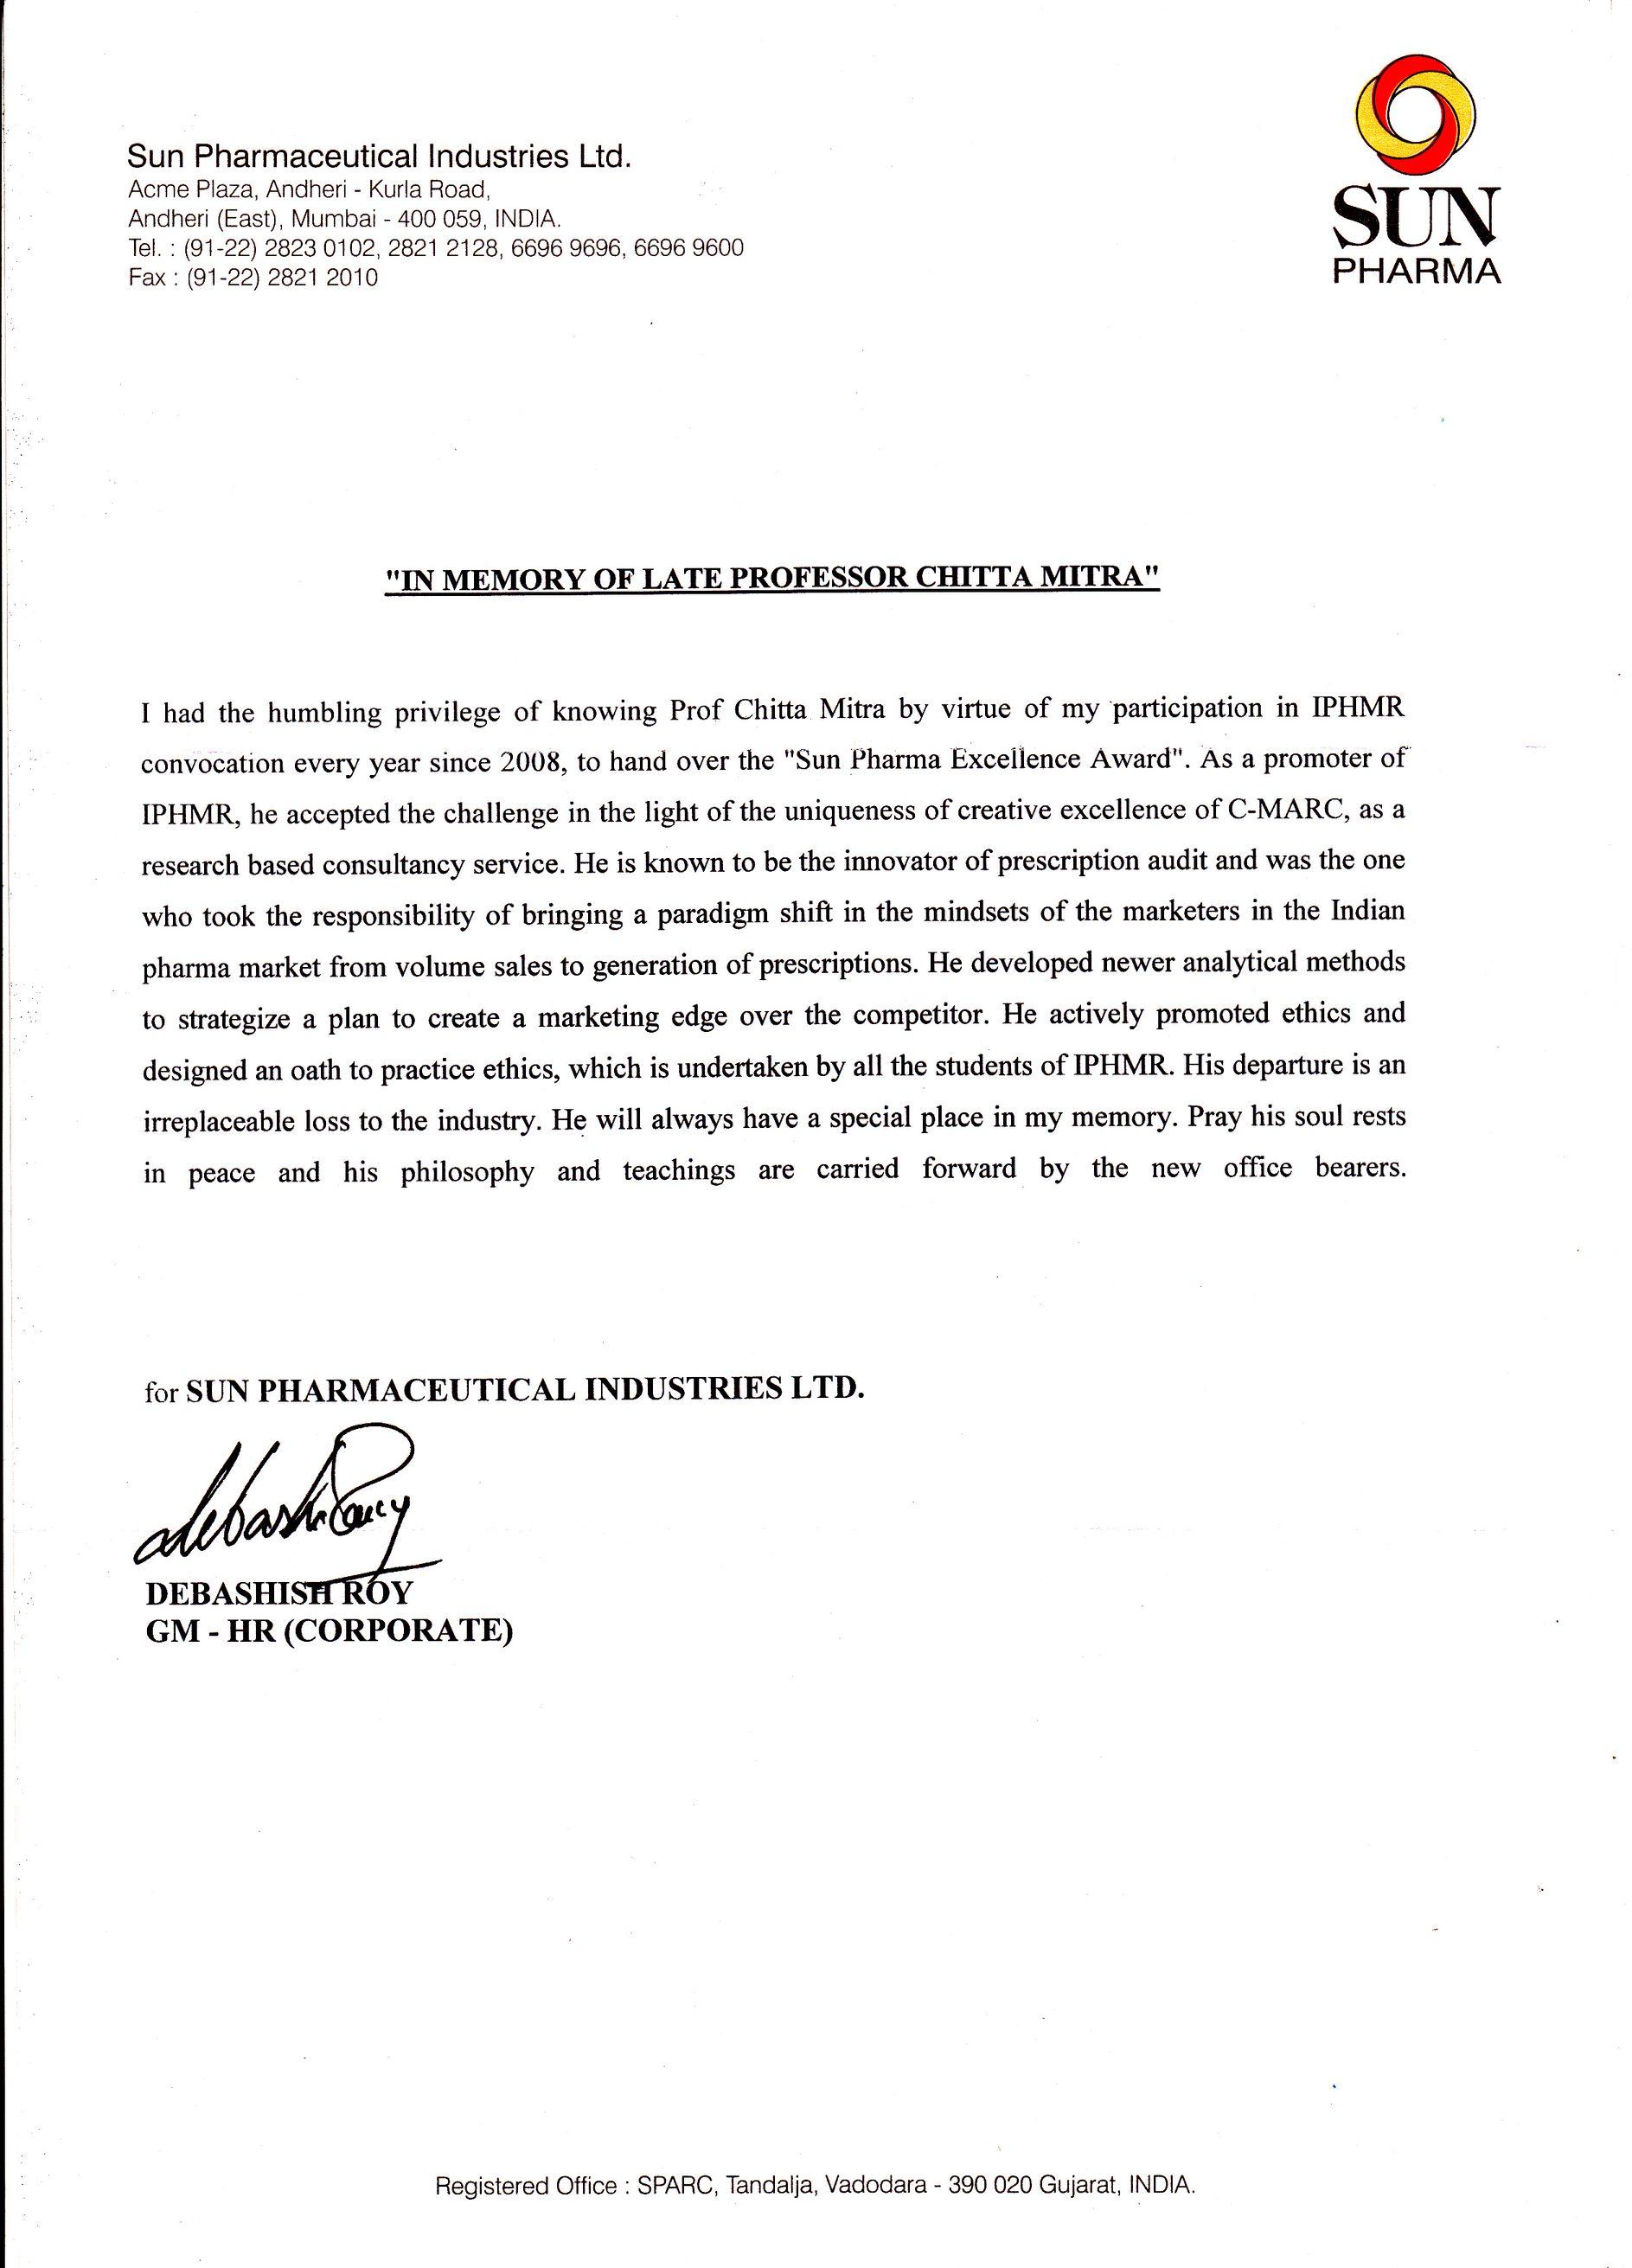 Sun Pharmaceutical Industries Ltd.
Acme Plaza, Andheri - Kurla Road,
Andheri (East), Mumbai - 400 059, INDIA.
Tel. : (91-22) 2823 0102, 2821 2128, 6696 9696, 6696 9600
Fax : (91-22) 2821 2010
SUN
PHARMA
"IN MEMORY OF LATE PROFESSOR CHITTA MITRA"
I had the humbling privilege of knowing Prof Chitta Mitra by virtue of my participation in IPHMR
convocation every year since 2008, to hand over the "Sun Pharma Excellence Award". As a promoter of
IPHMR, he accepted the challenge in the light of the uniqueness of creative excellence of C-MARC, as a
research based consultancy service. He is known to be the innovator of prescription audit and was the one
who took the responsibility of bringing a paradigm shift in the mindsets of the marketers in the Indian
pharma market from volume sales to generation of prescriptions. He developed newer analytical methods
to strategize a plan to create a marketing edge over the competitor. He actively promoted ethics and
designed an oath to practice ethics, which is undertaken by all the students of IPHMR. His departure is an
irreplaceable loss to the industry. He will always have a special place in my memory. Pray his soul rests
in peace and his philosophy and teachings are carried forward by the new office bearers.
for SUN PHARMACEUTICAL INDUSTRIES LTD.
DEBASHISH ROY
GM - HR (CORPORATE)
Registered Office : SPARC, Tandalja, Vadodara - 390 020 Gujarat, INDIA.